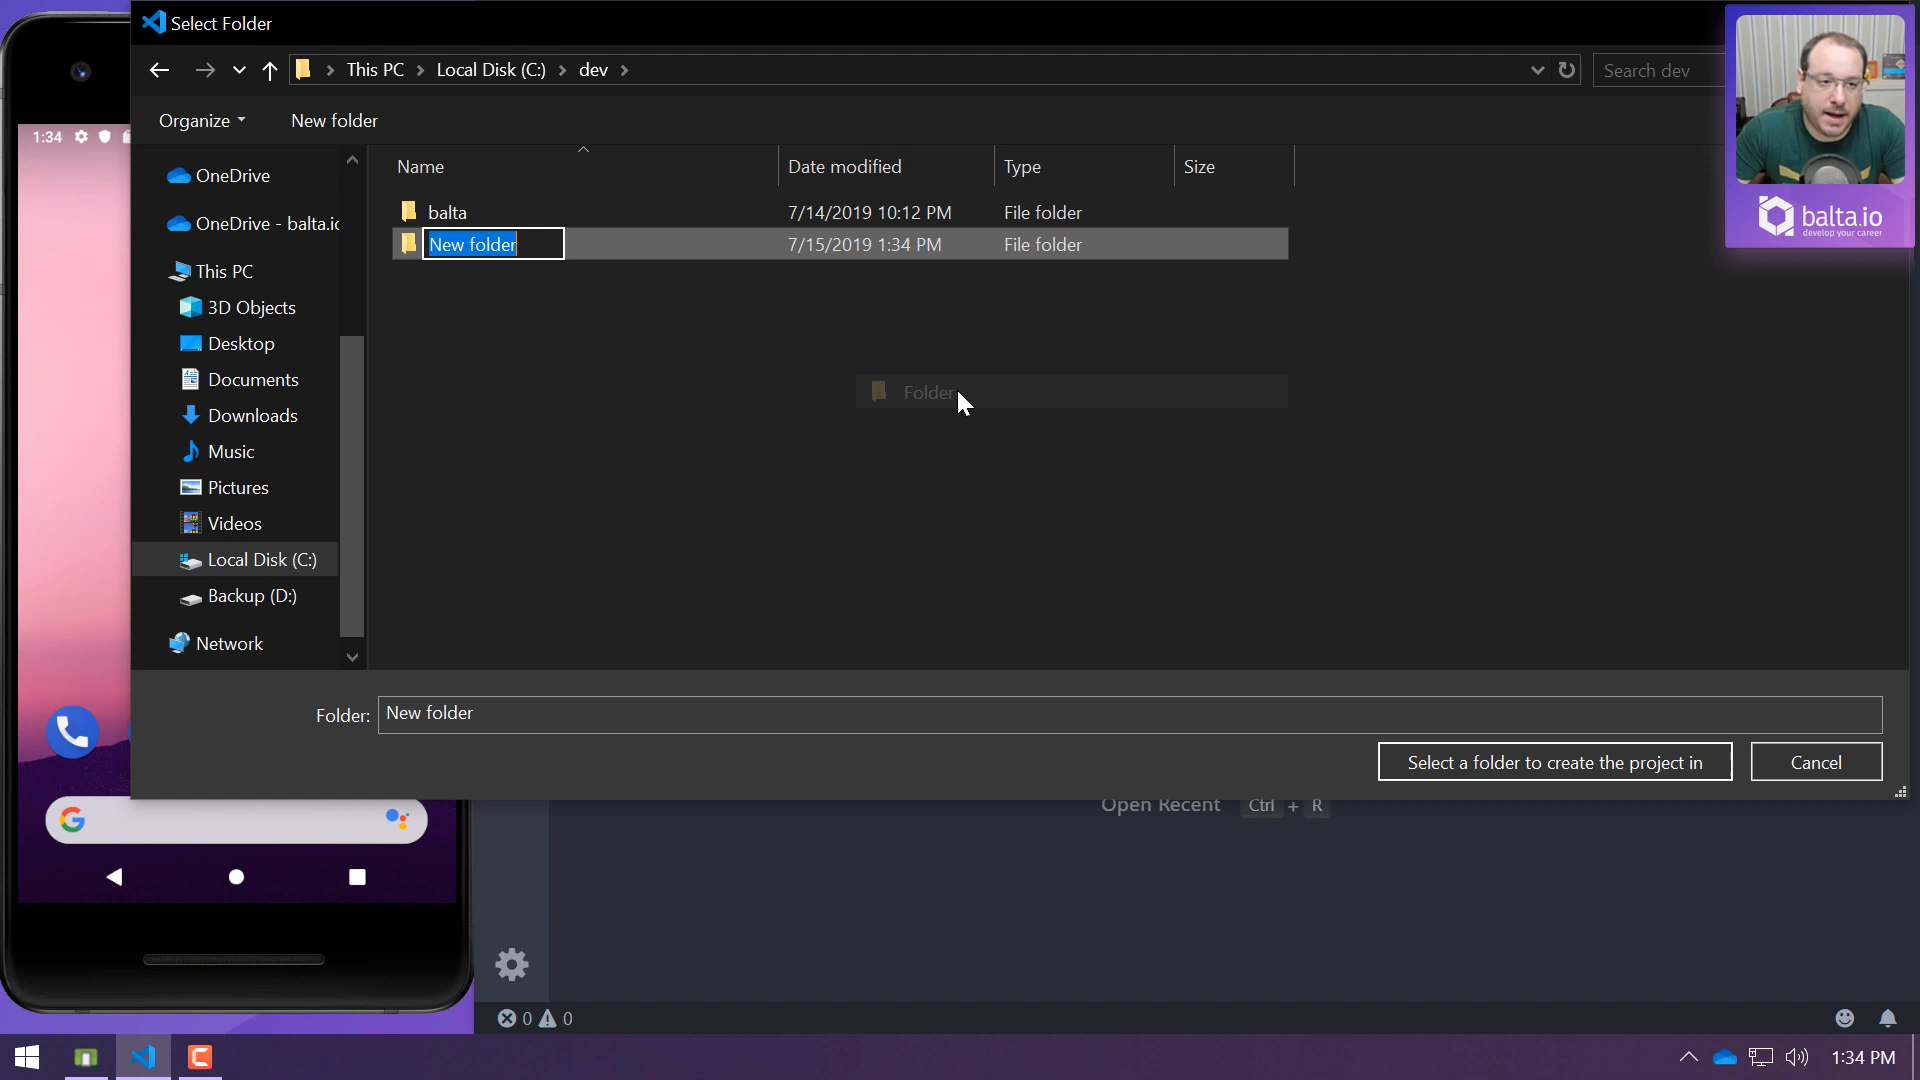 Select Folder
This PC
Local Disk (C:)
dev
Search dev
balta.io
develop your career
Organize
New folder
1:34
Name
Date modified
Type
Size
OneDrive
OneDrive - balta.ic
This PC
3D Objects
Desktop
Documents
Downloads
Music
Pictures
Videos
Local Disk (C:)
Backup (D:)
Network
balta
7/14/2019 10:12 PM
File folder
New folder
7/15/2019 1:34 PM
File folder
Folder
Folder:
New folder
Select a folder to create the project in
Cancel
Open Recent
Ctrl + R
0
0
1:34 PM